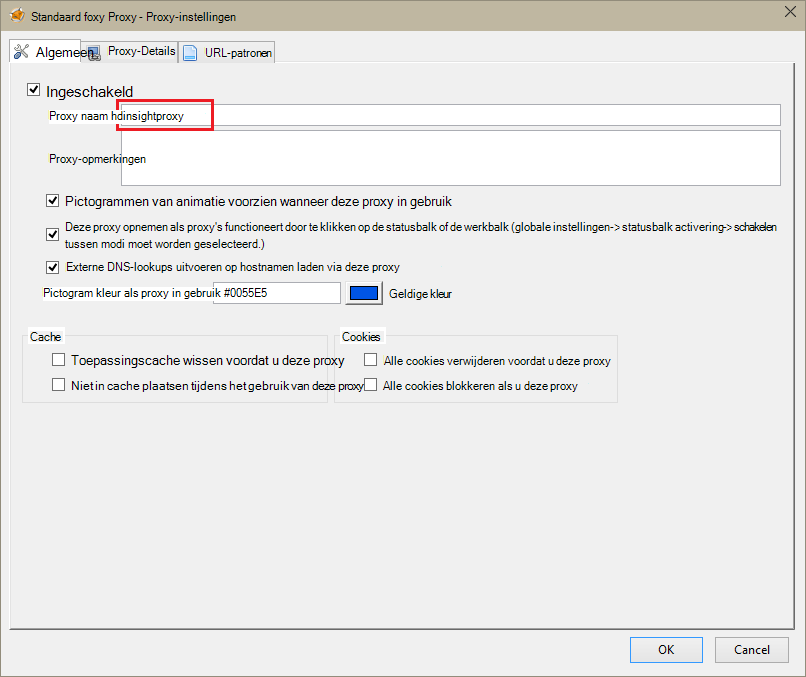 Standaard foxy Proxy - Proxy-instellingen
Algemeen Proxy-Details URL-patronen
Ingeschakeld
Proxy naam hdinsightproxy
Proxy-opmerkingen
Pictogrammen van animatie voorzien wanneer deze proxy in gebruik
Deze proxy opnemen als proxy's functioneert door te klikken op de statusbalk of de werkbalk (globale instellingen-> statusbalk activering-> schakelen
tussen modi moet worden geselecteerd.)
Externe DNS-lookups uitvoeren op hostnamen laden via deze proxy
Pictogram kleur als proxy in gebruik #0055E5 Geldige kleur
Cache Cookies
Toepassingscache wissen voordat u deze proxy Alle cookies verwijderen voordat u deze proxy
Niet in cache plaatsen tijdens het gebruik van deze proxy Alle cookies blokkeren als u deze proxy
OK Cancel